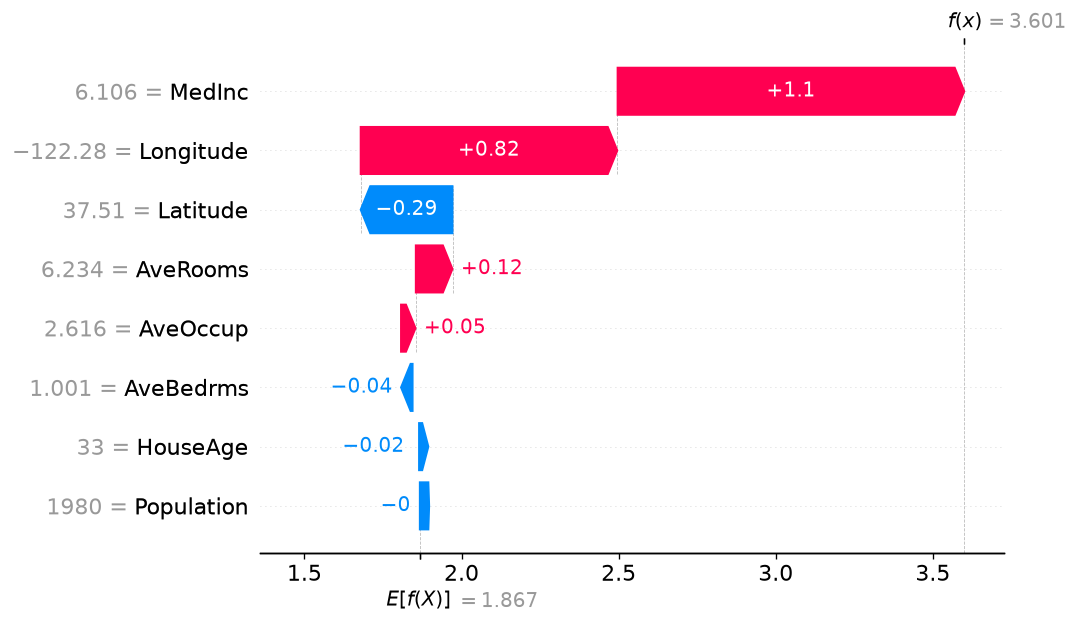 f(x) = 3.601
6.106 = MedInc +1.1
−122.28 = Longitude +0.82
37.51 = Latitude −0.29
6.234 = AveRooms +0.12
2.616 = AveOccup +0.05
1.001 = AveBedrms −0.04
33 = HouseAge −0.02
1980 = Population −0
1.5 2.0 2.5 3.0 3.5
E[f(X)] = 1.867